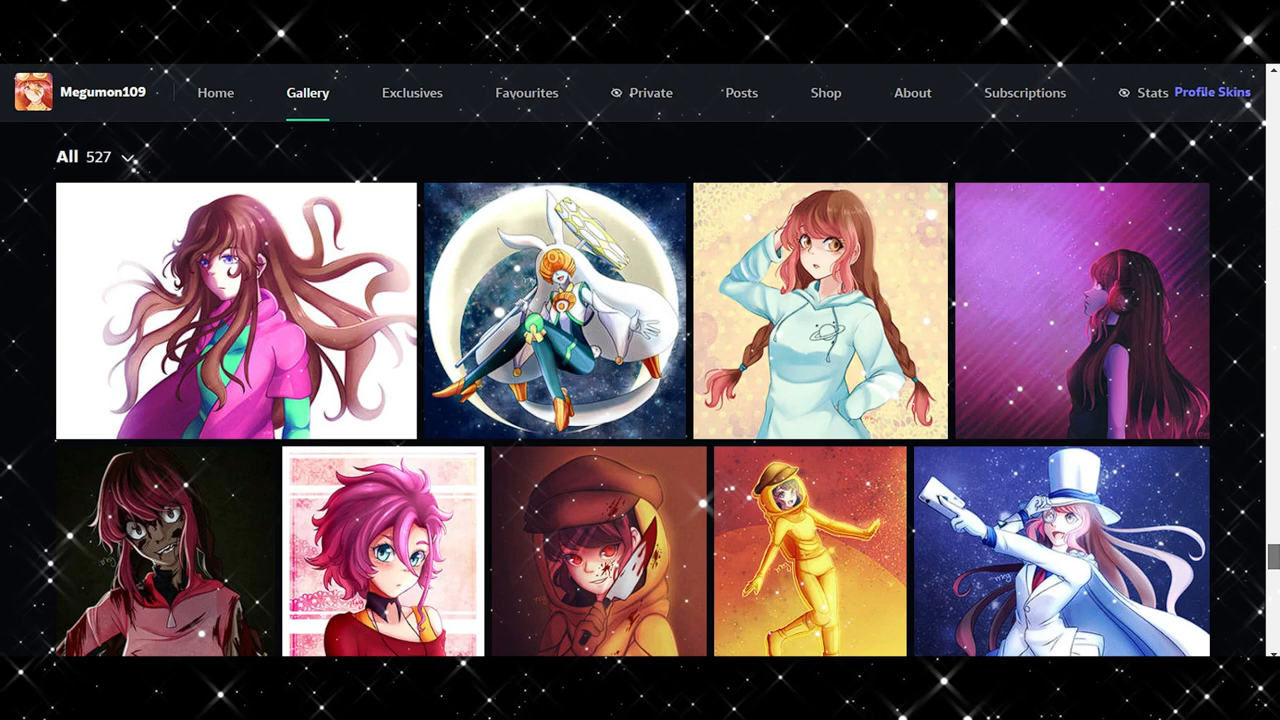 Megumon109
Home
Gallery
Exclusives
Favourites
Private
Posts
Shop
About
Subscriptions
Stats
Profile Skins
All 527